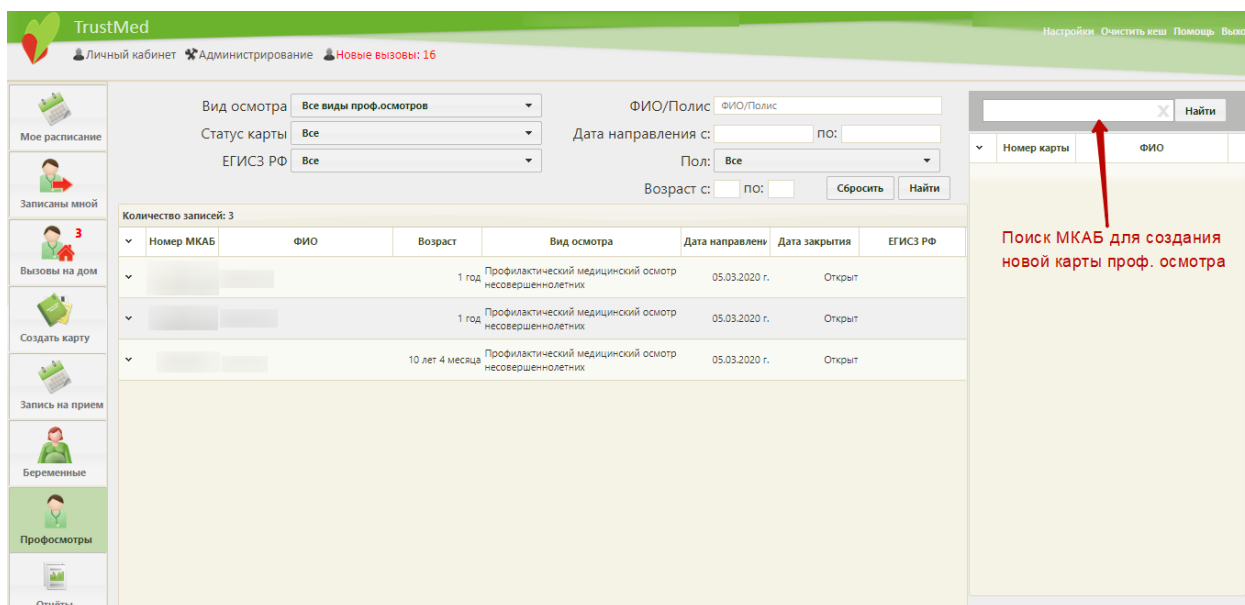 TrustMed
Настройки Очистить кеш Помощь
Личный кабинет Администрирование Новые вызовы: 16
Мое расписание
Записаны мной
3
Вызовы на дом
Создать карту
Запись на прием
Беременные
Профосмотры
Отчёты
Вид осмотра Все виды проф.осмотров
Статус карты Все
ЕГИСЗ РФ Все
ФИО/Полис ФИО/Полис
Дата направления с: по:
Пол: Все
Возраст с: по: Сбросить Найти
Количество записей: 3
Номер МКАБ ФИО Возраст Вид осмотра Дата направлени Дата закрытия ЕГИСЗ РФ
1 год Профилактический медицинский осмотр несовершеннолетних 05.03.2020 г. Открыт
1 год Профилактический медицинский осмотр несовершеннолетних 05.03.2020 г. Открыт
10 лет 4 месяца Профилактический медицинский осмотр несовершеннолетних 05.03.2020 г. Открыт
X Найти
Номер карты ФИО
Поиск МКАБ для создания
новой карты проф. осмотра